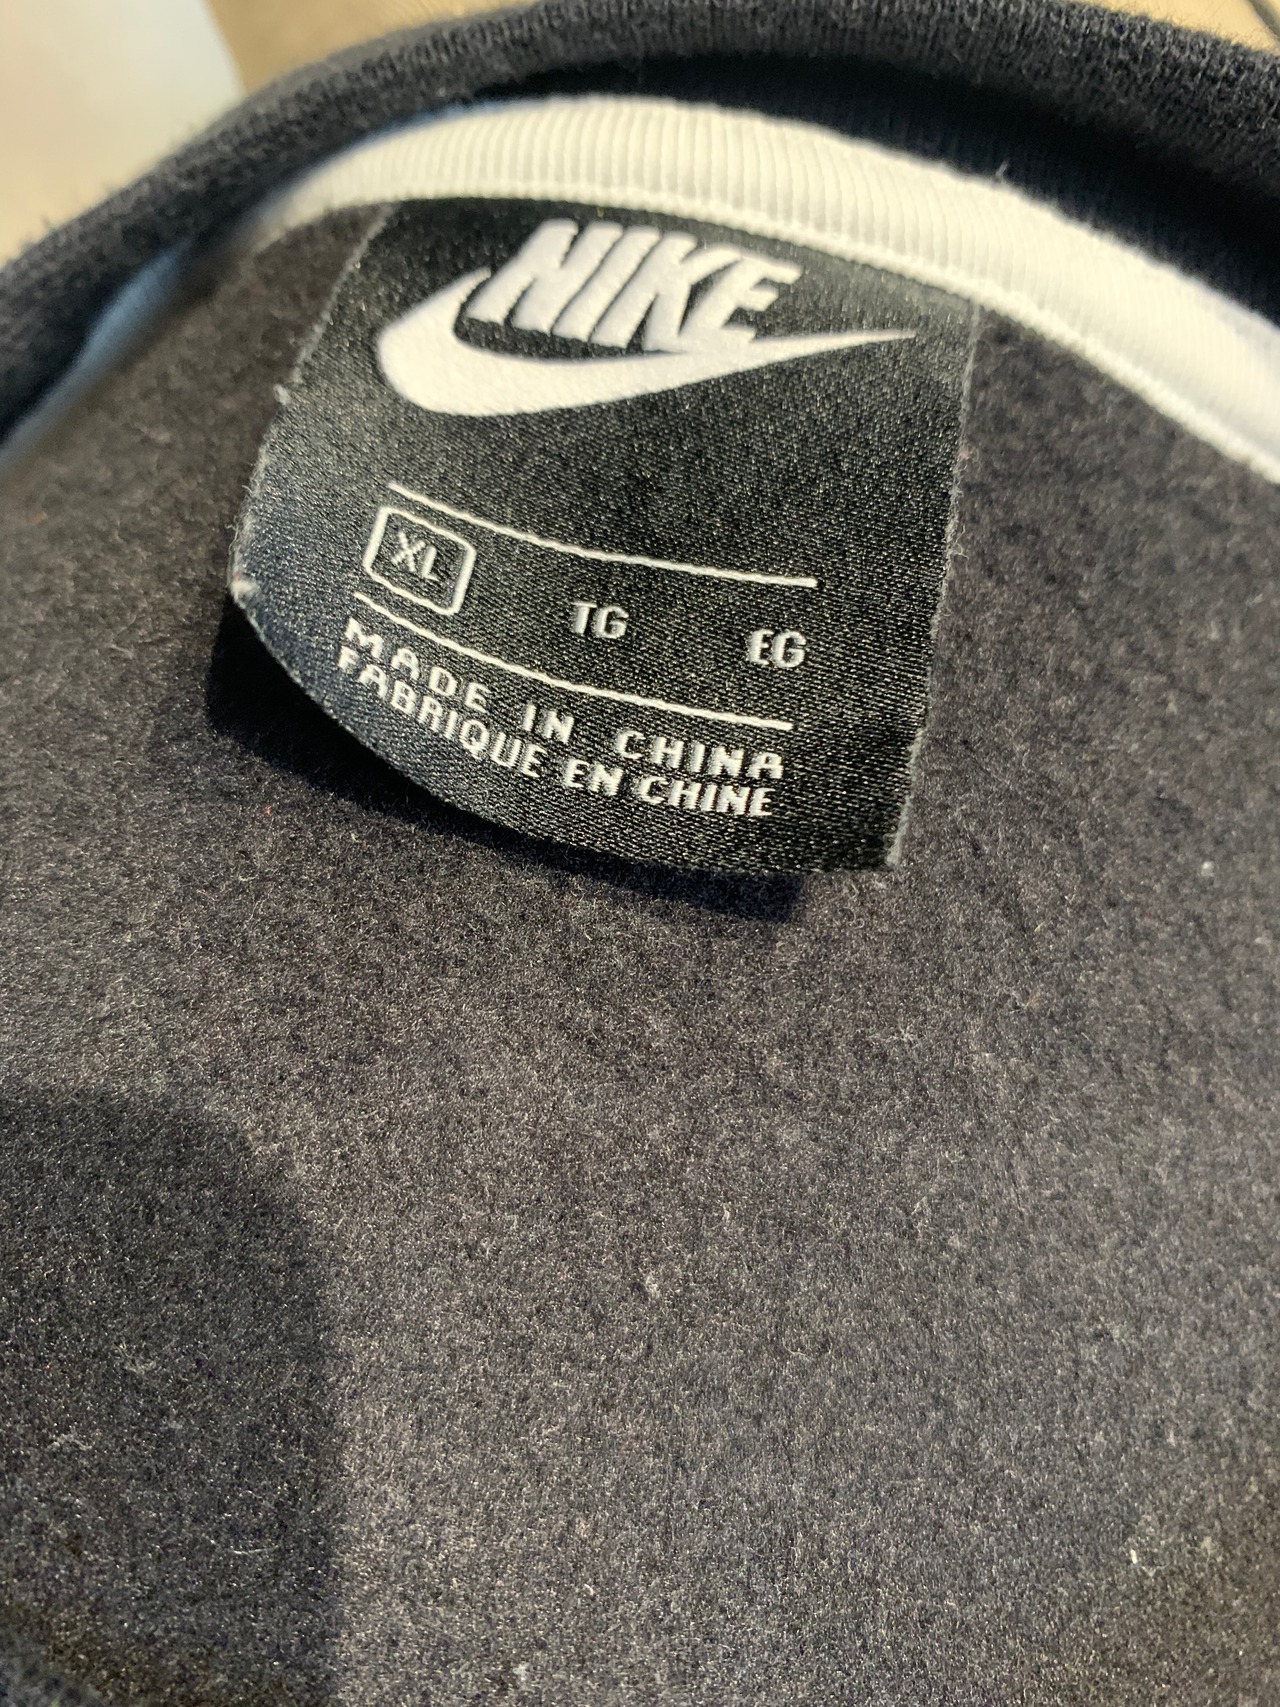 NIKE
XL TG EG
MADE IN CHINA
FABRIQUE EN CHINE